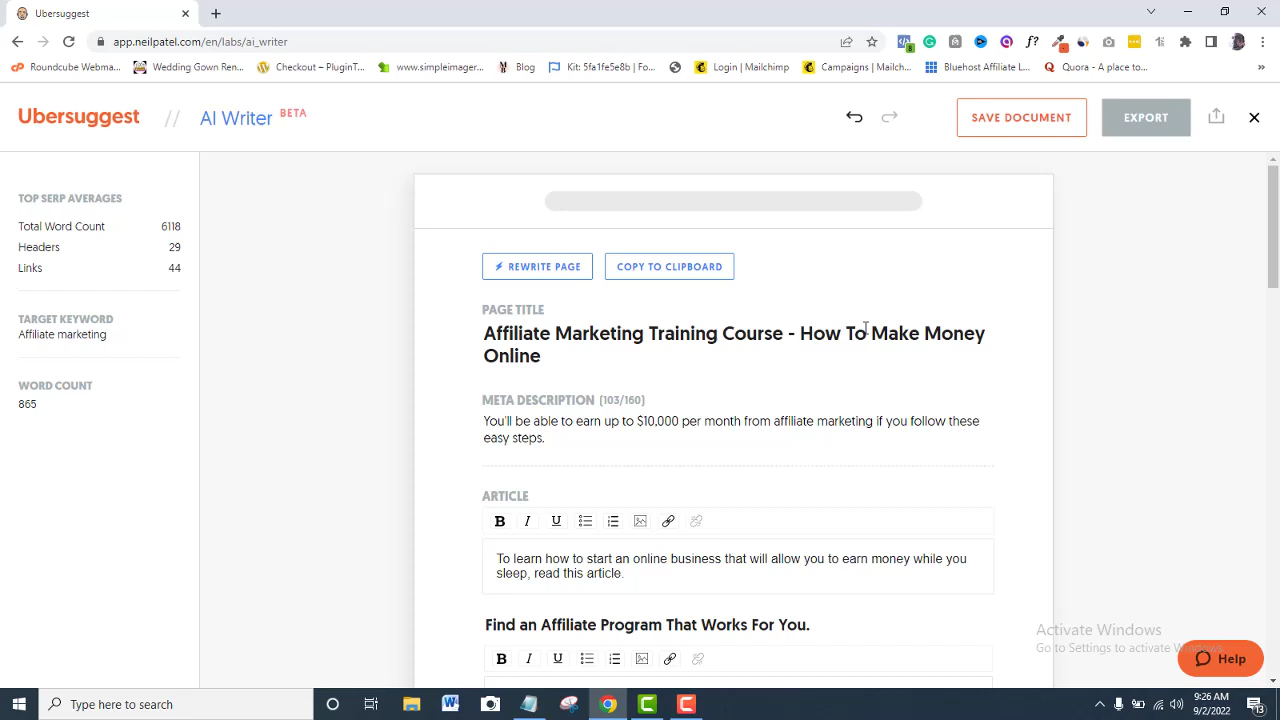 Ubersuggest
app.neilpatel.com/en/labs/ai_writer
Roundcube Webma...
Wedding Gown Ren...
Checkout – PluginT...
www.simpleimager...
Blog
Kit: 5fa1fe5e8b | Fo...
Login | Mailchimp
Campaigns | Mailch...
Bluehost Affiliate L...
Quora - A place to...
»
Ubersuggest // AI Writer BETA
SAVE DOCUMENT
EXPORT
TOP SERP AVERAGES
Total Word Count 6118
Headers 29
Links 44
TARGET KEYWORD
Affiliate marketing
WORD COUNT
865
REWRITE PAGE
COPY TO CLIPBOARD
PAGE TITLE
Affiliate Marketing Training Course - How To Make Money
Online
META DESCRIPTION (103/160)
You'll be able to earn up to $10,000 per month from affiliate marketing if you follow these
easy steps.
ARTICLE
B I U
To learn how to start an online business that will allow you to earn money while you
sleep, read this article.
Find an Affiliate Program That Works For You.
B I U
Activate Windows
Go to Settings to activate Windows.
Help
Type here to search
9:26 AM
9/2/2022
13